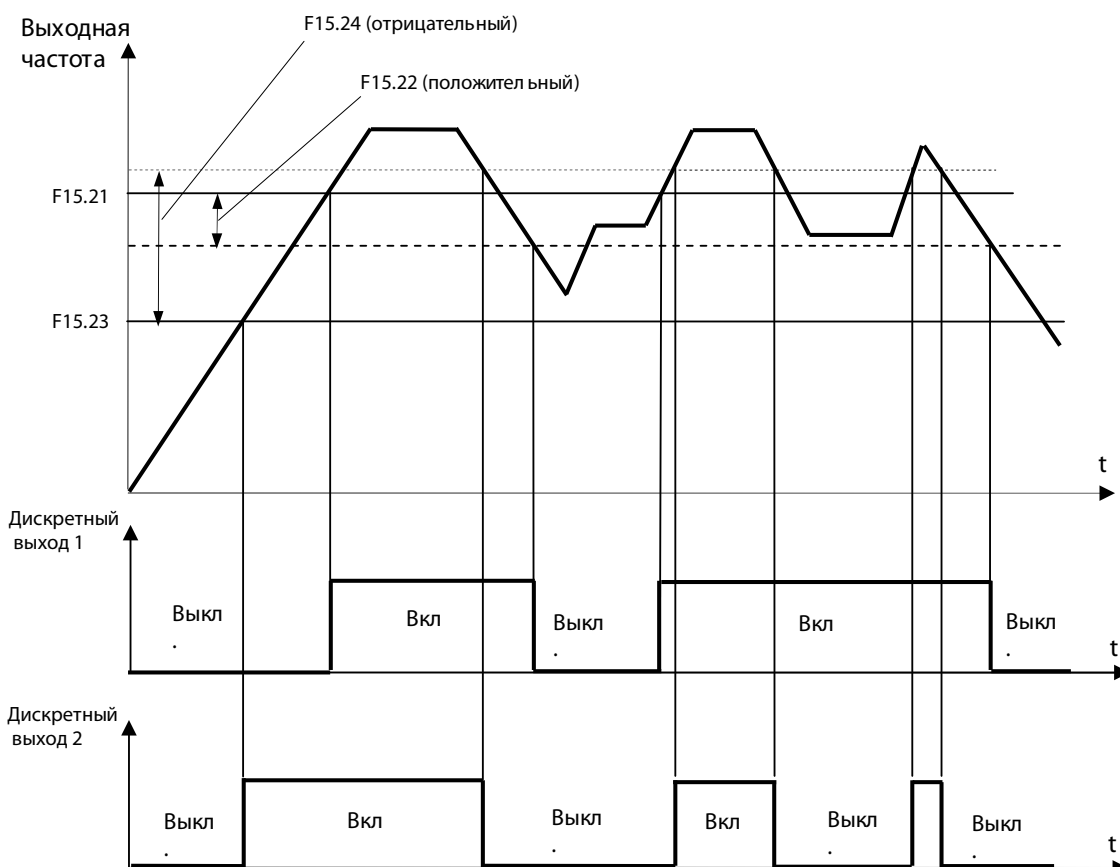 F15.24 (отрицательный)
Выходная
частота
F15.22 (положительный)
F15.21
F15.23
t
Дискретный
выход 1
Выкл
.
Вкл
Выкл
.
Вкл
Выкл
.
t
Дискретный
выход 2
Выкл
.
Вкл
Выкл
.
Вкл
Выкл
.
Выкл
.
t